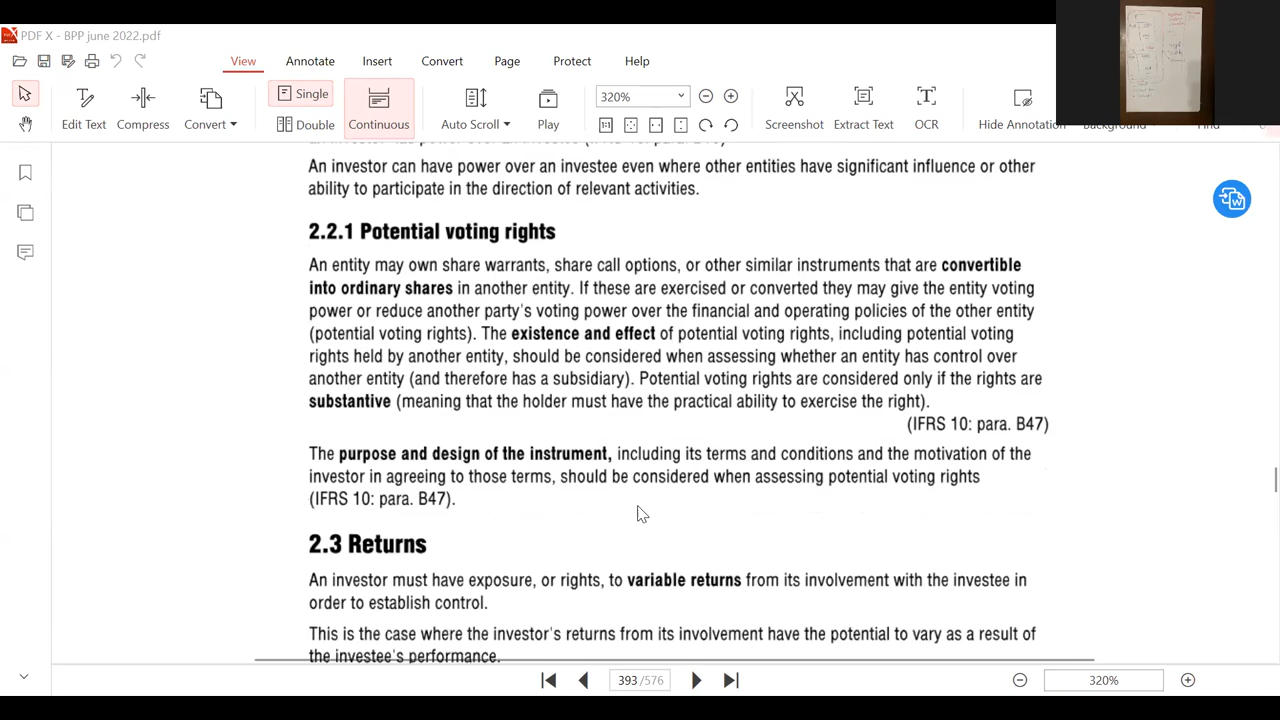 PDF X - BPP june 2022.pdf
View
Annotate
Insert
Convert
Page
Protect
Help
Edit Text
Compress
Convert
Single
Double
Continuous
Auto Scroll
Play
320%
Screenshot
Extract Text
OCR
Hide Annotation
An investor can have power over an investee even where other entities have significant influence or other
ability to participate in the direction of relevant activities.
2.2.1 Potential voting rights
An entity may own share warrants, share call options, or other similar instruments that are convertible
into ordinary shares in another entity. If these are exercised or converted they may give the entity voting
power or reduce another party's voting power over the financial and operating policies of the other entity
(potential voting rights). The existence and effect of potential voting rights, including potential voting
rights held by another entity, should be considered when assessing whether an entity has control over
another entity (and therefore has a subsidiary). Potential voting rights are considered only if the rights are
substantive (meaning that the holder must have the practical ability to exercise the right).
(IFRS 10: para. B47)
The purpose and design of the instrument, including its terms and conditions and the motivation of the
investor in agreeing to those terms, should be considered when assessing potential voting rights
(IFRS 10: para. B47).
2.3 Returns
An investor must have exposure, or rights, to variable returns from its involvement with the investee in
order to establish control.
This is the case where the investor's returns from its involvement have the potential to vary as a result of
the investee's performance.
393 /576
320%